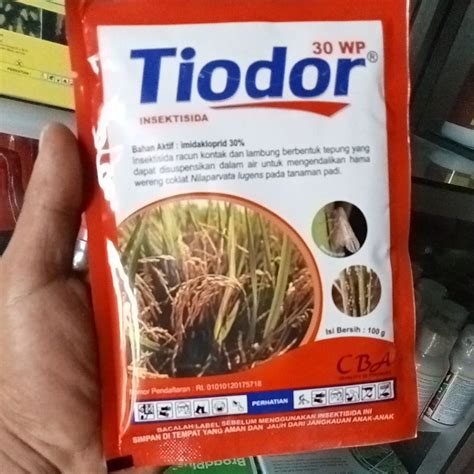 30 WP
Tiodor®
INSEKTISIDA
Bahan Aktif : imidakloprid 30%
Insektisida racun kontak dan lambung berbentuk tepung yang
dapat disuspensikan dalam air untuk mengendalikan hama
wereng coklat Nilaparvata lugens pada tanaman padi.
Isi Bersih : 100 g
CBA
Nomor Pendaftaran : RI. 01010120175718
PERHATIAN
BACALAH LABEL SEBELUM MENGGUNAKAN INSEKTISIDA INI
SIMPAN DI TEMPAT YANG AMAN DAN JAUH DARI JANGKAUAN ANAK-ANAK